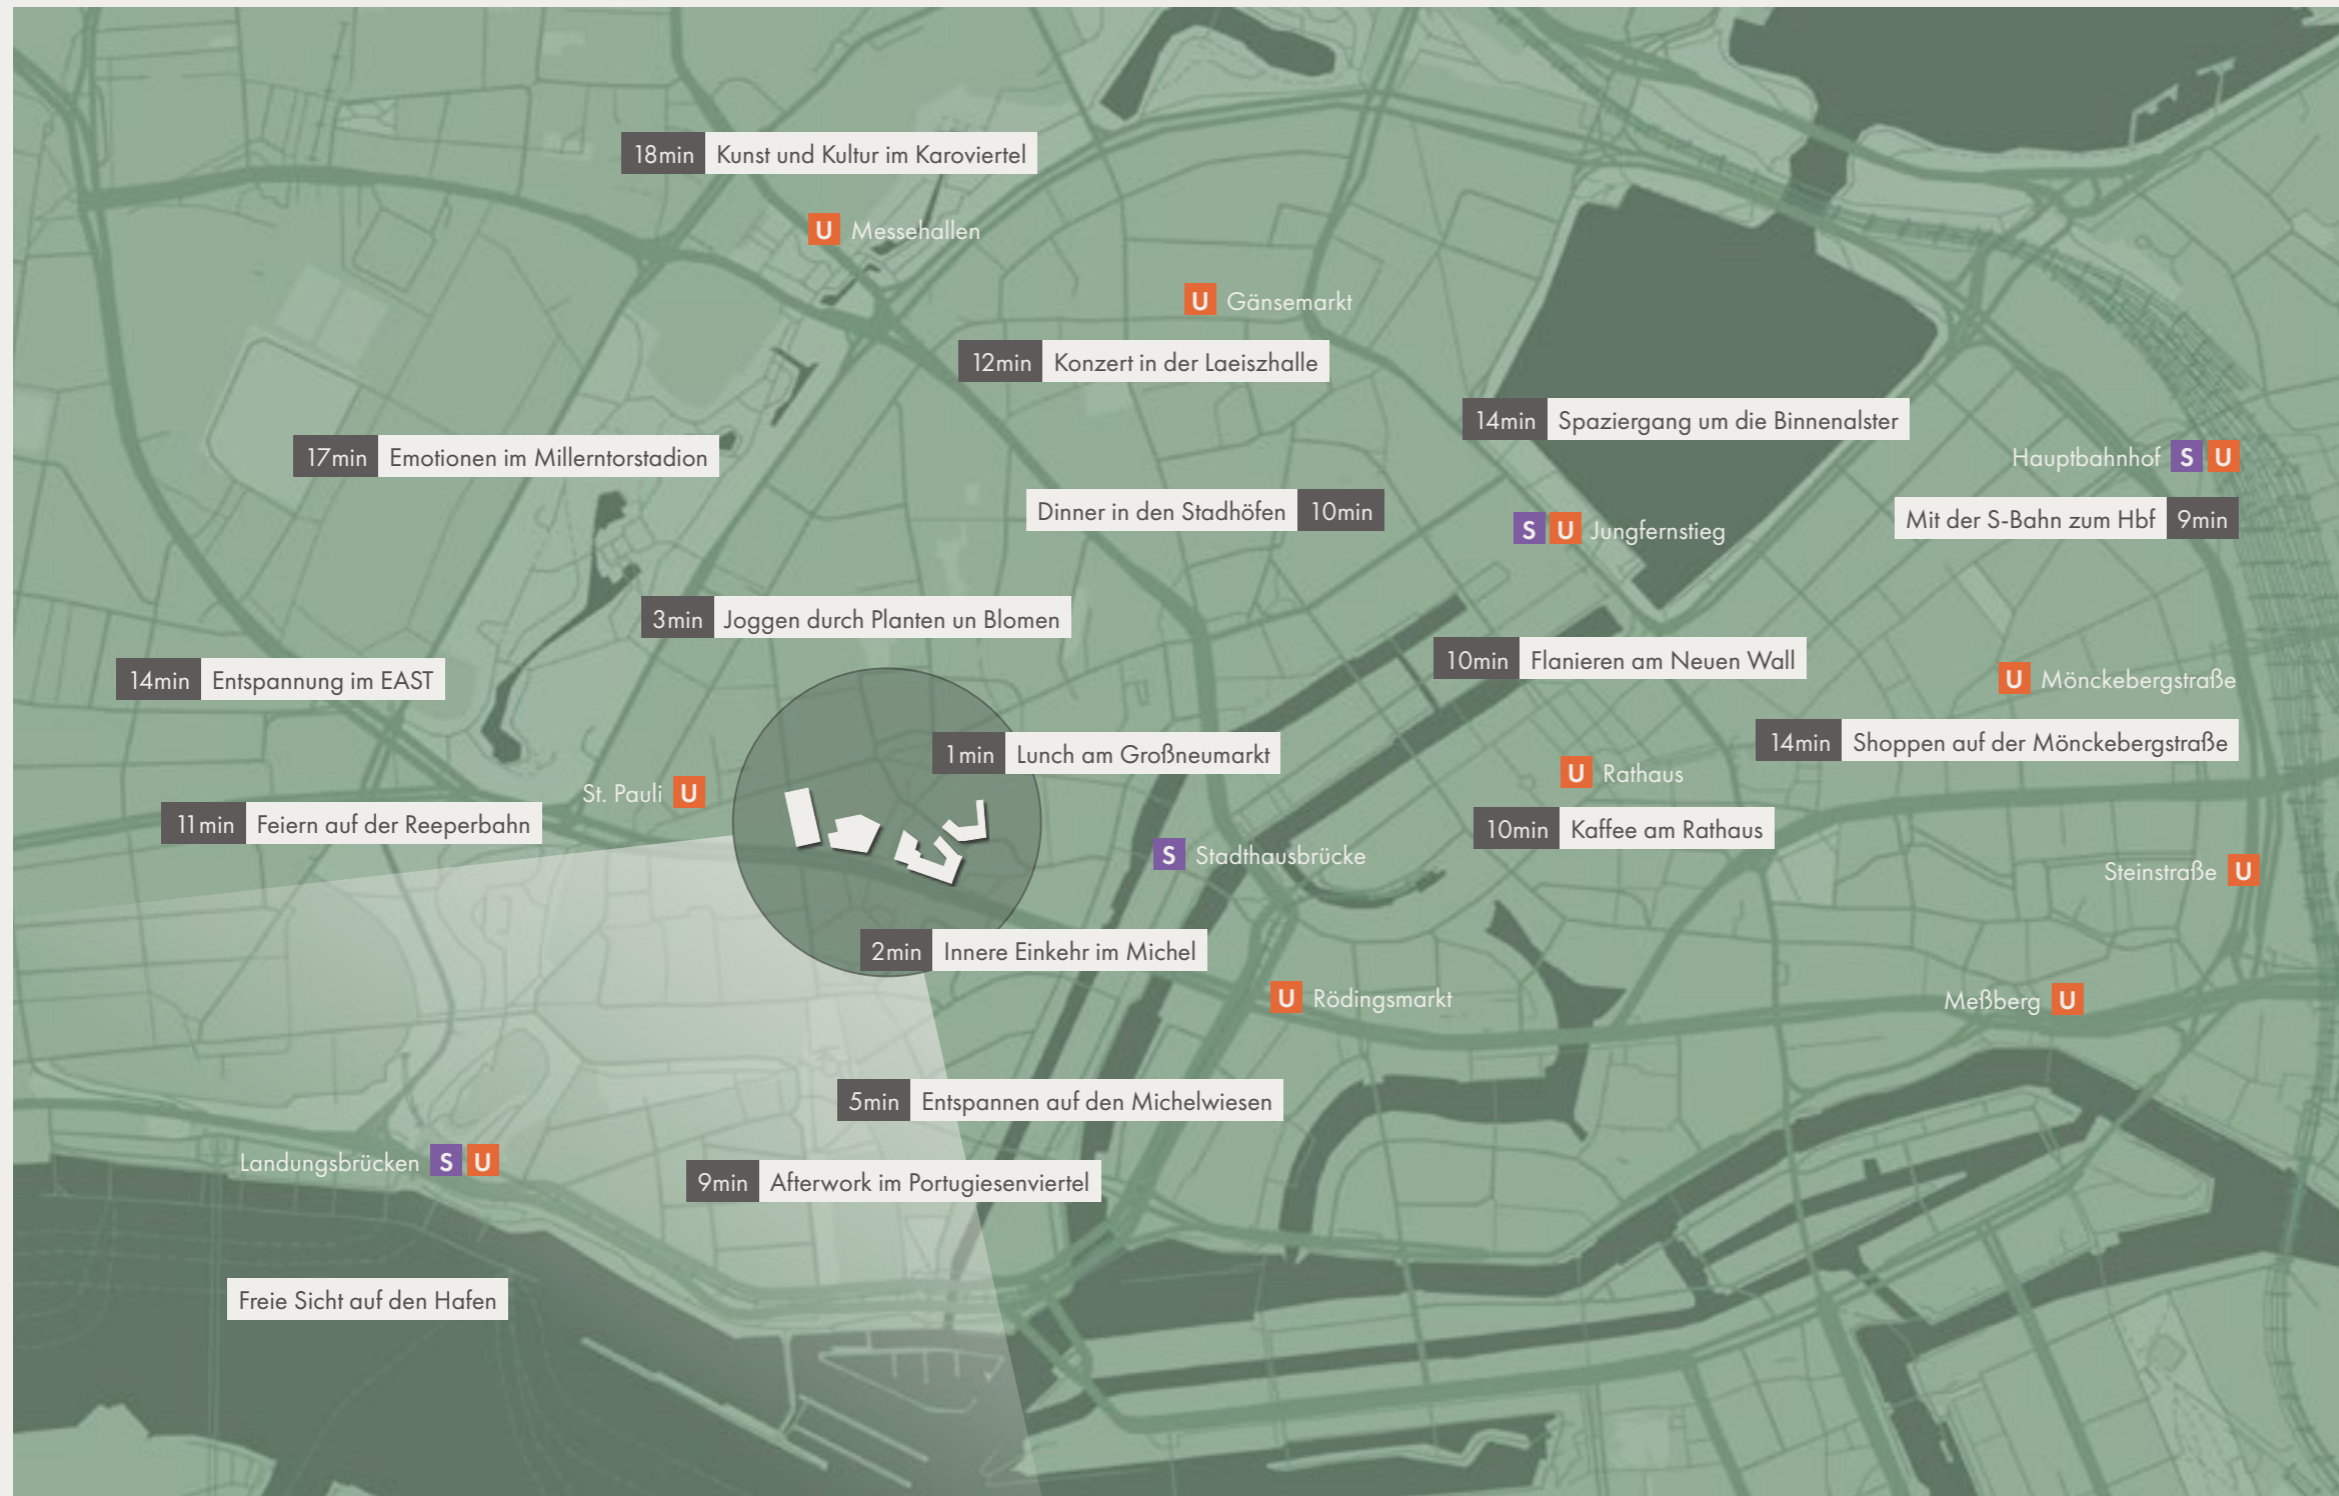 18min Kunst und Kultur im Karoviertel
U Messehallen
U Gänsemarkt
12min Konzert in der Laeiszhalle
14min Spaziergang um die Binnenalster
17min Emotionen im Millerntorstadion
Hauptbahnhof S U
Dinner in den Stadhöfen 10min
Mit der S-Bahn zum Hbf 9min
S U Jungfernstieg
3min Joggen durch Planten un Blomen
10min Flanieren am Neuen Wall
14min Entspannung im EAST
U Mönckebergstraße
14min Shoppen auf der Mönckebergstraße
1min Lunch am Großneumarkt
U Rathaus
St. Pauli U
11min Feiern auf der Reeperbahn
10min Kaffee am Rathaus
S Stadthausbrücke
Steinstraße U
2min Innere Einkehr im Michel
U Rödingsmarkt
Meßberg U
5min Entspannen auf den Michelwiesen
Landungsbrücken S U
9min Afterwork im Portugiesenviertel
Freie Sicht auf den Hafen